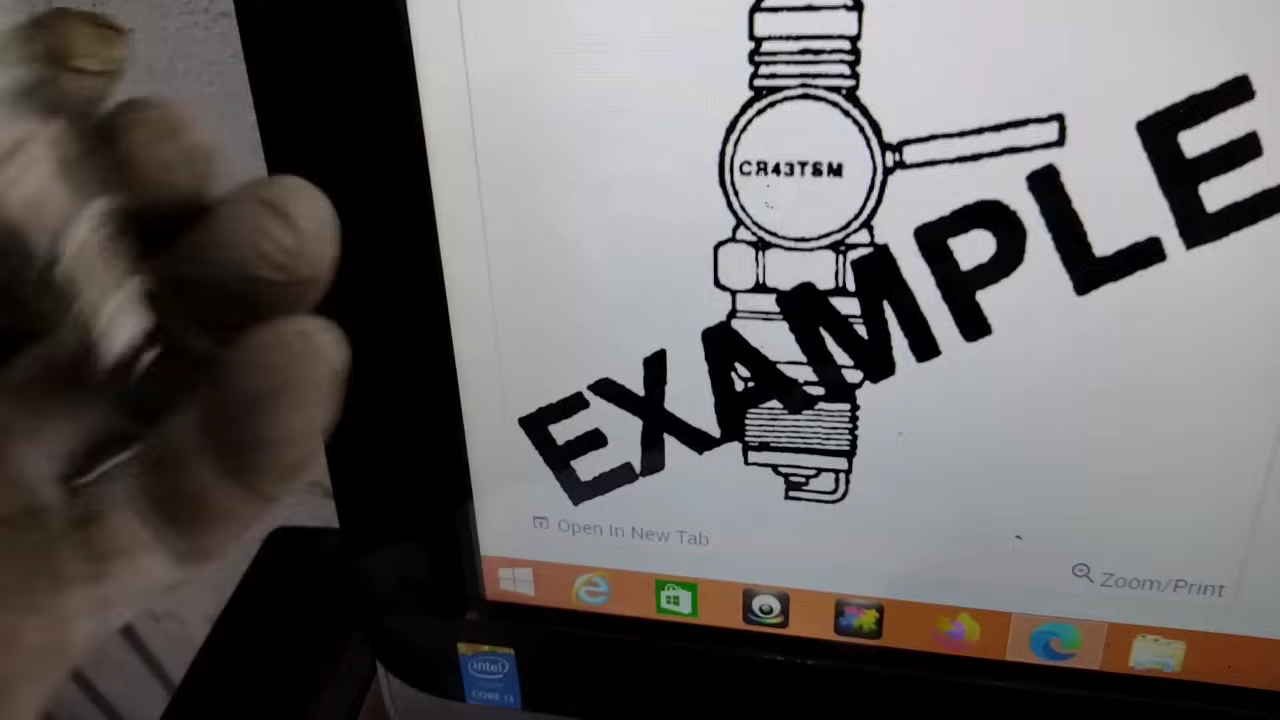 CR43TSM
EXAMPLE
Open In New Tab
Zoom/Print
intel
CORE i3